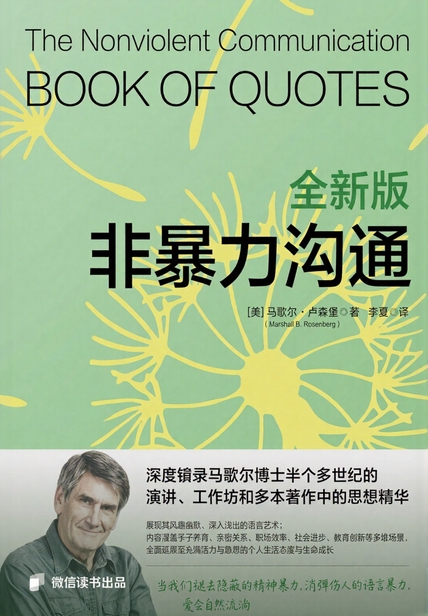 The Nonviolent Communication
BOOK OF QUOTES
全新版
非暴力沟通
[美]马歇尔·卢森堡◎著 李夏◎译
( Marshall B. Rosenberg )
深度镜录马歇尔博士半个多世纪的
演讲、工作坊和多本著作中的思想精华
展现其风趣幽默、深入浅出的语言艺术；
内容涵盖子子养育、亲密关系、职场效率、社会进步、教育创新等多堆场景，
全面延展至充满活力与急想的个人生活态度与生命成长
微信读书出品
当我们褪去隐蔽的精神暴力，消弹伤人的语言暴力，
爱会自然流淌